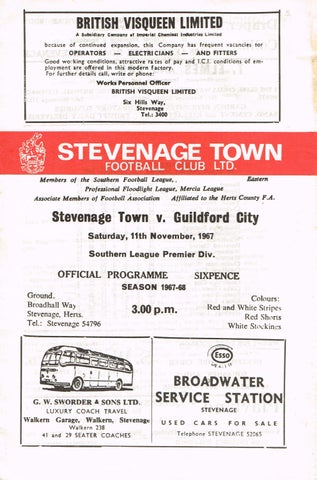 BRITISH VISQUEEN LIMITED
A Subsidiary Company of Imperial Chemical Industries Limited
because of continued expansion, this Company has frequent vacancies for
OPERATORS — ELECTRICIANS — AND FITTERS
Good working conditions, attractive rates of pay and I.C.I. conditions of em-
ployment are offered in this modern Factory.
For further details call, write or phone:
Works Personnel Officer
BRITISH VISQUEEN LIMITED
Six Hills Way,
Stevenage
Tel.: 3400
STEVENAGE TOWN
FOOTBALL CLUB LTD.
Members of the Southern Football League, Eastern
Professional Floodlight League, Mercia League
Associate Members of Football Association Affiliated to the Herts County F.A.
Stevenage Town v. Guildford City
Saturday, 11th November, 1967
Southern League Premier Div.
OFFICIAL PROGRAMME SIXPENCE
SEASON 1967-68
Ground.
Broadhall Way
Stevenage, Herts.
Tel.: Stevenage 54796
3.00 p.m.
Colours:
Red and White Stripes
Red Shorts
White Stockings
G. W. SWORDER & SONS LTD.
LUXURY COACH TRAVEL
Walkern Garage, Walkern, Stevenage
Walkern 238
41 and 29 SEATER COACHES
Esso
BROADWATER
SERVICE STATION
STEVENAGE
USED CARS FOR SALE
Telephone STEVENAGE 52065